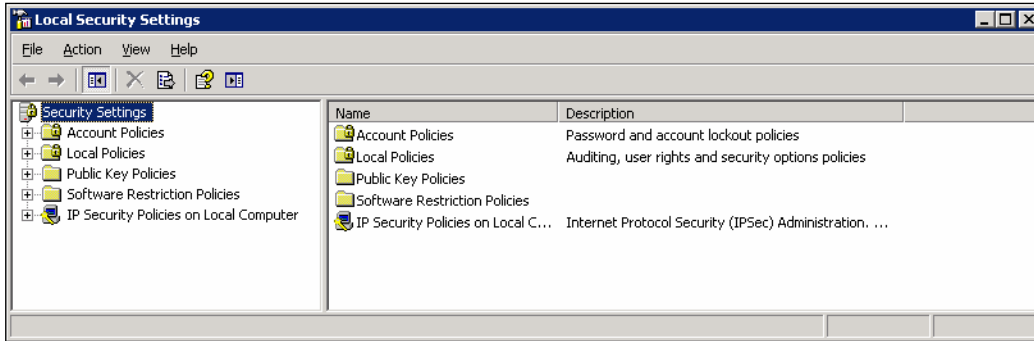 Local Security Settings
File Action View Help
Security Settings
Account Policies
Local Policies
Public Key Policies
Software Restriction Policies
IP Security Policies on Local Computer
Name Description
Account Policies Password and account lockout policies
Local Policies Auditing, user rights and security options policies
Public Key Policies
Software Restriction Policies
IP Security Policies on Local C... Internet Protocol Security (IPSec) Administration. ...